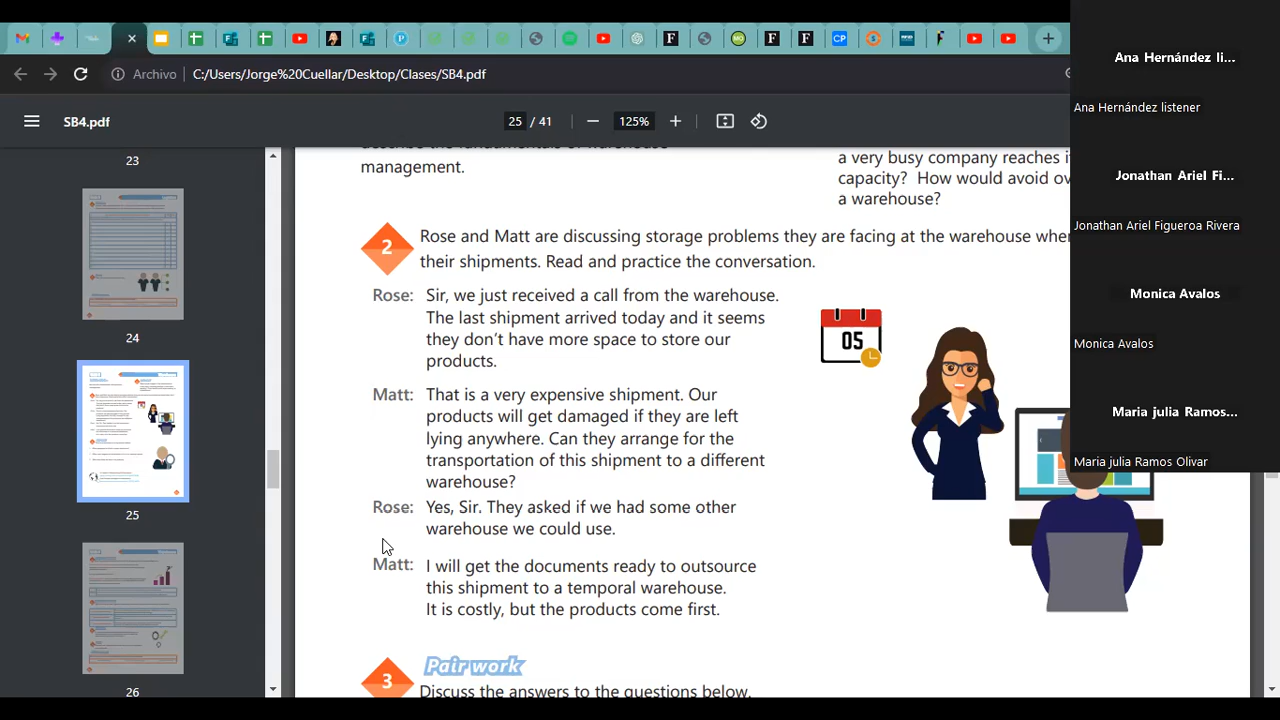 Archivo C:/Users/Jorge%20Cuellar/Desktop/Clases/SB4.pdf
SB4.pdf
25 / 41
125%
23
24
25
26
management.
a very busy company reaches
capacity? How would avoid
a warehouse?
2
Rose and Matt are discussing storage problems they are facing at the warehouse
their shipments. Read and practice the conversation.
Rose: Sir, we just received a call from the warehouse.
The last shipment arrived today and it seems
they don't have more space to store our
products.
05
Matt: That is a very expensive shipment. Our
products will get damaged if they are left
lying anywhere. Can they arrange for the
transportation of this shipment to a different
warehouse?
Rose: Yes, Sir. They asked if we had some other
warehouse we could use.
Matt: I will get the documents ready to outsource
this shipment to a temporal warehouse.
It is costly, but the products come first.
3
Pair work
Discuss the answers to the questions below.
Ana Hernández li...
Ana Hernández listener
Jonathan Ariel Fi...
Jonathan Ariel Figueroa Rivera
Monica Avalos
Monica Avalos
Maria julia Ramos...
Maria julia Ramos Olivar